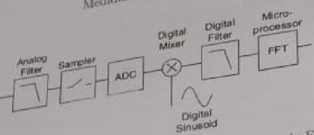 Analog
Filter
Sampler
ADC
Digital
Mixer
Digital
Sinusoid
Digital
Filter
Micro-
processor
FFT